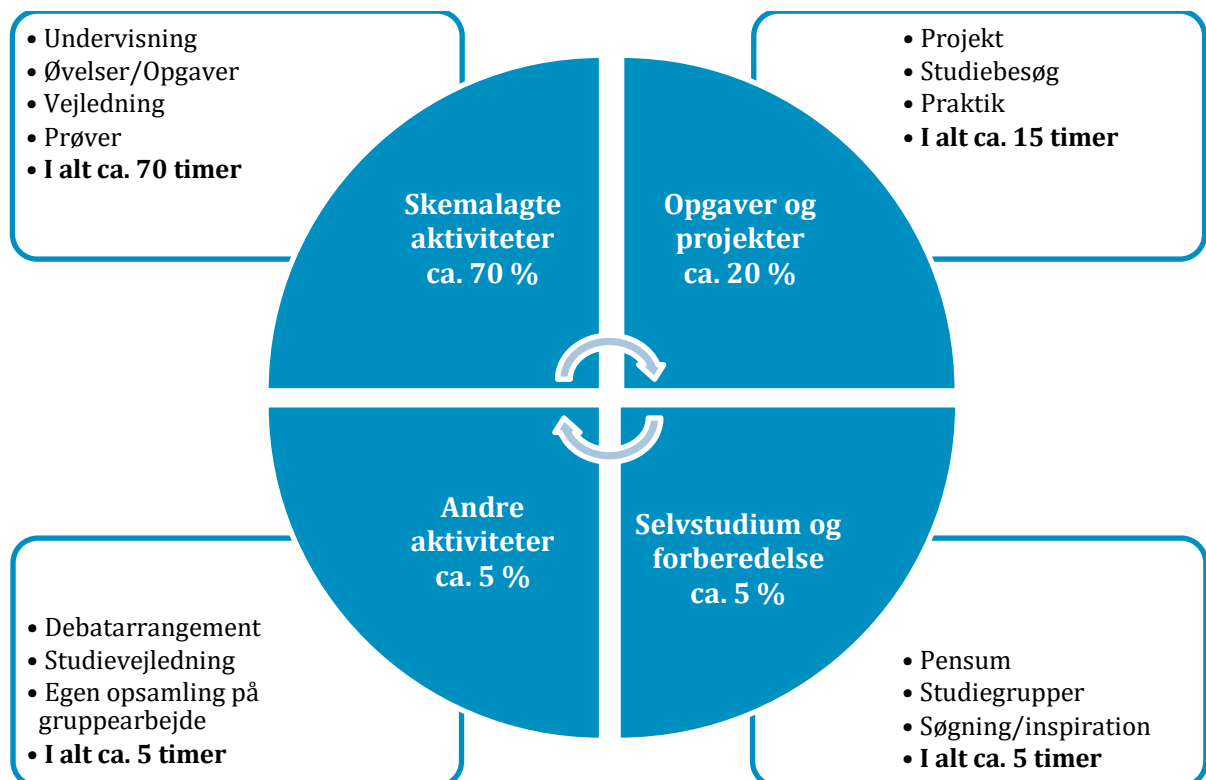 • Undervisning
• Øvelser/Opgaver
• Vejledning
• Prøver
• I alt ca. 70 timer
• Projekt
• Studiebesøg
• Praktik
• I alt ca. 15 timer
Skemalagte
aktiviteter
ca. 70 %
Opgaver og
projekter
ca. 20 %
Andre
aktiviteter
ca. 5 %
Selvstudium og
forberedelse
ca. 5 %
• Debatarrangement
• Studievejledning
• Egen opsamling på
gruppearbejde
• I alt ca. 5 timer
• Pensum
• Studiegrupper
• Søgning/inspiration
• I alt ca. 5 timer